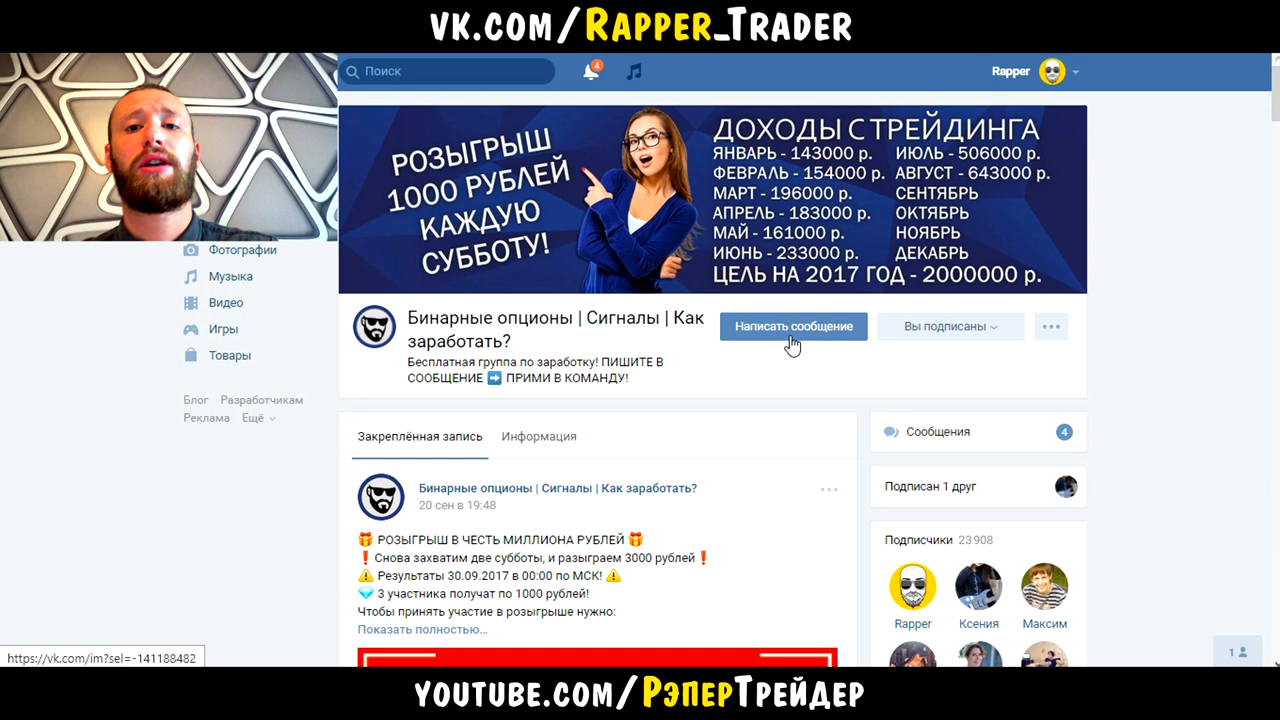 vk.com/Rapper_Trader
Поиск
4
Rapper
РОЗЫГРЫШ
1000 РУБЛЕЙ
КАЖДУЮ
СУББОТУ!
ДОХОДЫ С ТРЕЙДИНГА
ЯНВАРЬ - 143000 р. ИЮЛЬ - 506000 р.
ФЕВРАЛЬ - 154000 р. АВГУСТ - 643000 р.
МАРТ - 196000 р. СЕНТЯБРЬ
АПРЕЛЬ - 183000 р. ОКТЯБРЬ
МАЙ - 161000 р. НОЯБРЬ
ИЮНЬ - 233000 р. ДЕКАБРЬ
ЦЕЛЬ НА 2017 ГОД - 2000000 р.
Фотографии
Музыка
Видео
Игры
Товары
Блог Разработчикам
Реклама Ещё
Бинарные опционы | Сигналы | Как
заработать?
Бесплатная группа по заработку! ПИШИТЕ В
СООБЩЕНИЕ ➡ ПРИМИ В КОМАНДУ!
Написать сообщение
Вы подписаны
Закреплённая запись Информация
Бинарные опционы | Сигналы | Как заработать?
20 сен в 19:48
🎁 РОЗЫГРЫШ В ЧЕСТЬ МИЛЛИОНА РУБЛЕЙ 🎁
❗ Снова захватим две субботы, и разыграем 3000 рублей ❗
⚠ Результаты 30.09.2017 в 00:00 по МСК! ⚠
💎 3 участника получат по 1000 рублей!
Чтобы принять участие в розыгрыше нужно:
Показать полностью...
Сообщения 4
Подписан 1 друг
Подписчики 23 908
Rapper Ксения Максим
1
https://vk.com/im?sel=-141188482
youtube.com/РэперТрейдер